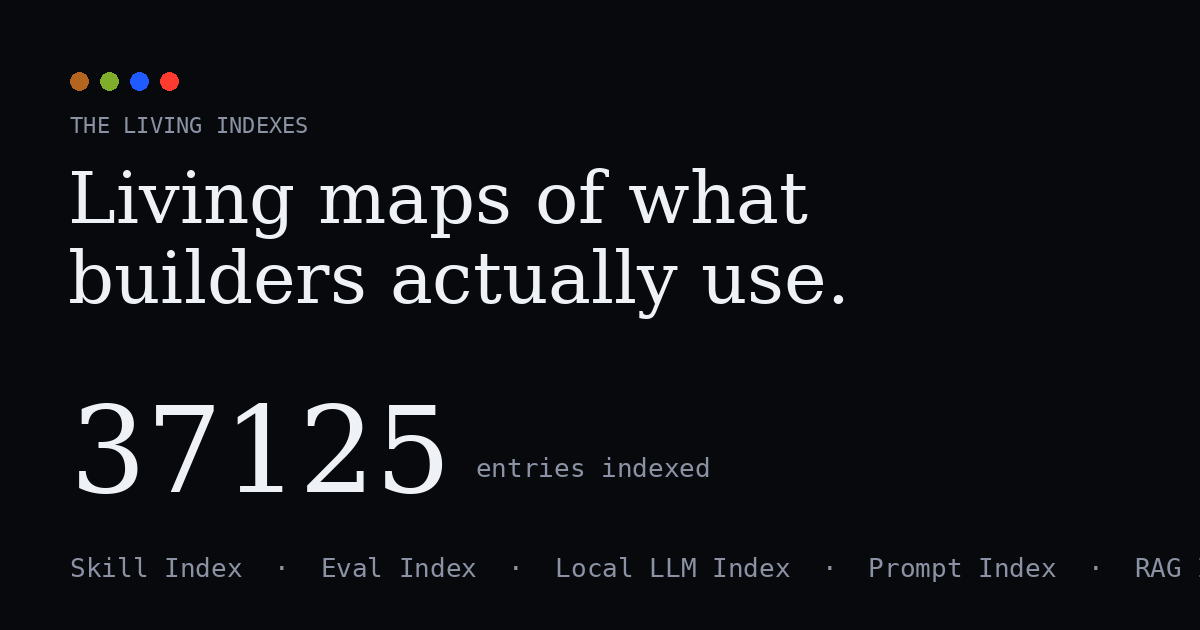 THE LIVING INDEXES
Living maps of what
builders actually use.
37125 entries indexed
Skill Index · Eval Index · Local LLM Index · Prompt Index · RAG